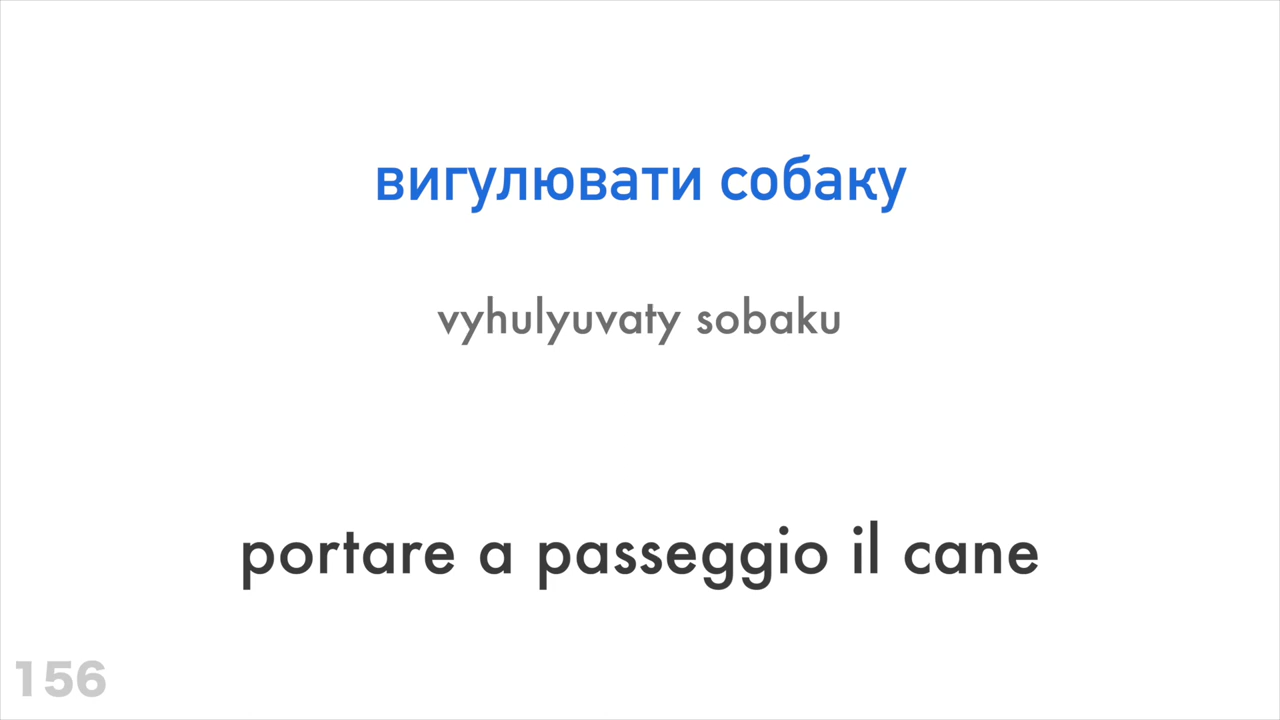 вигулювати собаку
vyhulyuvaty sobaku
portare a passeggio il cane
156